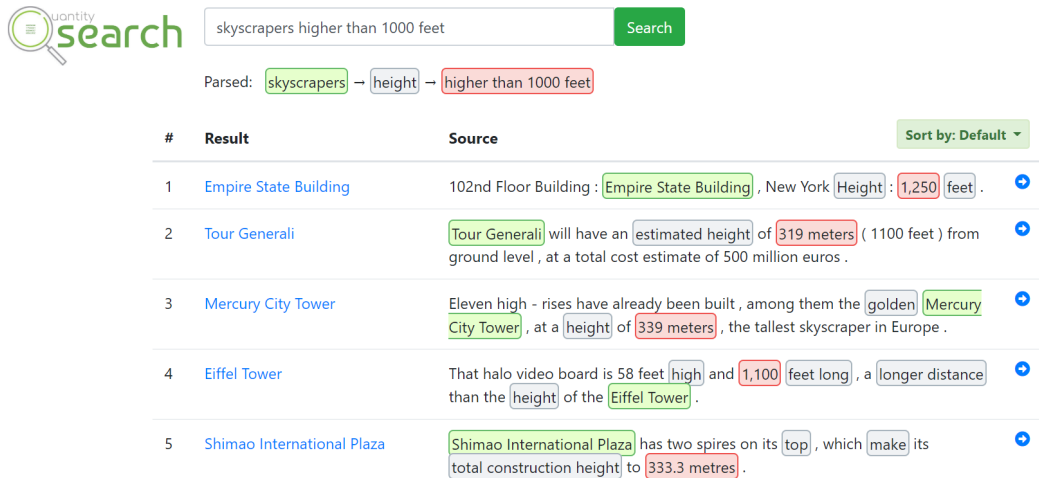 uantity
search
skyscrapers higher than 1000 feet
Search
Parsed: skyscrapers → height → higher than 1000 feet
# Result Source Sort by: Default
1 Empire State Building 102nd Floor Building : Empire State Building , New York Height : 1,250 feet .
2 Tour Generali Tour Generali will have an estimated height of 319 meters ( 1100 feet ) from
ground level , at a total cost estimate of 500 million euros .
3 Mercury City Tower Eleven high - rises have already been built , among them the golden Mercury
City Tower , at a height of 339 meters , the tallest skyscraper in Europe .
4 Eiffel Tower That halo video board is 58 feet high and 1,100 feet long , a longer distance
than the height of the Eiffel Tower .
5 Shimao International Plaza Shimao International Plaza has two spires on its top , which make its
total construction height to 333.3 metres .